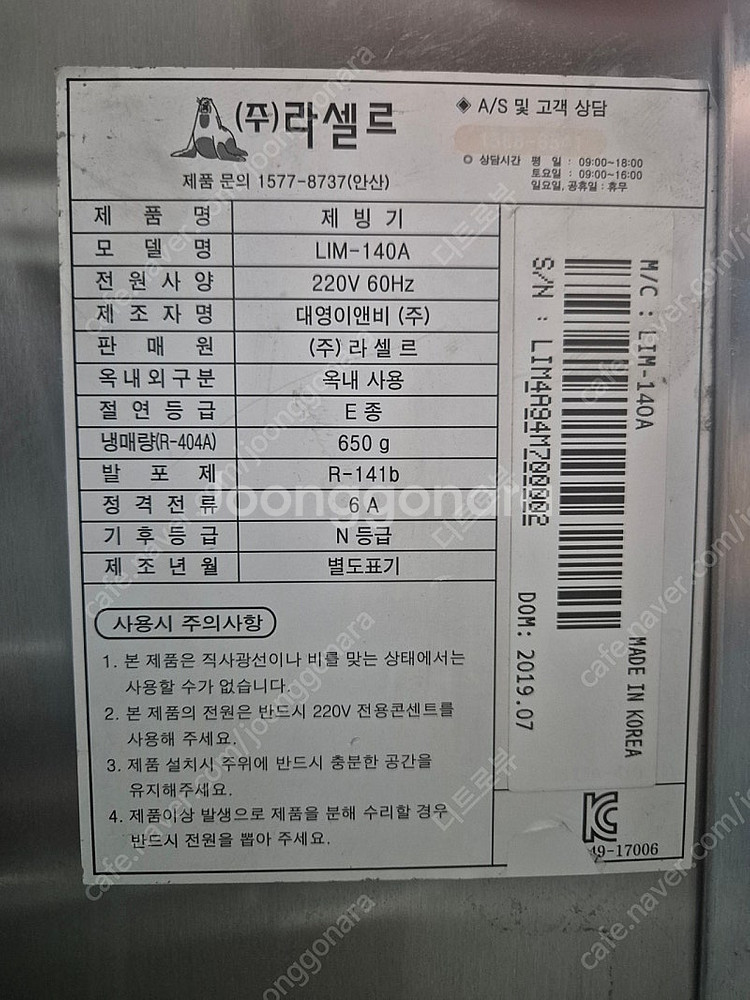 (주)라셀르
제품 문의 1577-8737(안산)
◈ A/S 및 고객 상담
◎ 상담시간 평 일 : 09:00~18:00
토요일 : 09:00~16:00
일요일, 공휴일 : 휴무
제 품 명 제 빙 기
모 델 명 LIM-140A
전 원 사 양 220V 60Hz
제 조 자 명 대영이앤비 (주)
판 매 원 (주) 라 셀 르
옥내외구분 옥내 사용
절 연 등 급 E 종
냉매량(R-404A) 650 g
발 포 제 R-141b
정 격 전 류 6 A
기 후 등 급 N 등급
제 조 년 월 별도표기
사용시 주의사항
1. 본 제품은 직사광선이나 비를 맞는 상태에서는
사용할 수가 없습니다.
2. 본 제품의 전원은 반드시 220V 전용콘센트를
사용해 주세요.
3. 제품 설치시 주위에 반드시 충분한 공간을
유지해주세요.
4. 제품이상 발생으로 제품을 분해 수리할 경우
반드시 전원을 뽑아 주세요.
M/C : LIM-140A
S/N : LIM4A94M700002
DOM: 2019.07
MADE IN KOREA
49-17006
Joonggonara
cafe.naver.com/joonggonara
디트로뷰